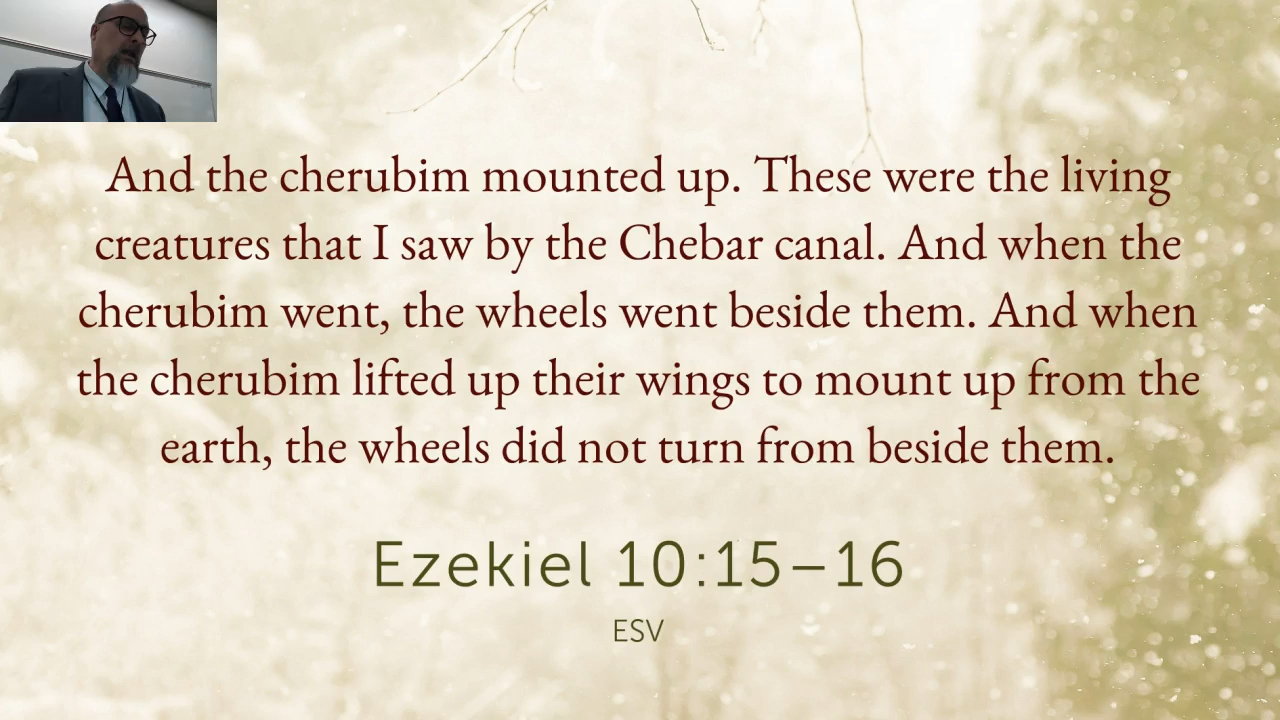 And the cherubim mounted up. These were the living
creatures that I saw by the Chebar canal. And when the
cherubim went, the wheels went beside them. And when
the cherubim lifted up their wings to mount up from the
earth, the wheels did not turn from beside them.
Ezekiel 10:15–16
ESV